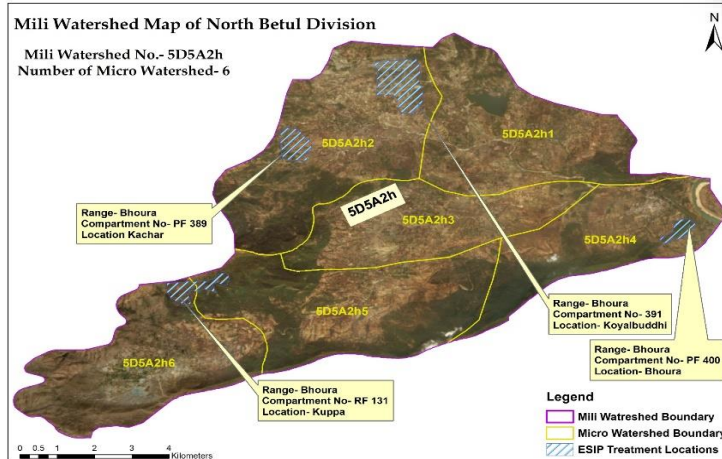 Mili Watershed Map of North Betul Division
Mili Watershed No.- 5D5A2h
Number of Micro Watershed- 6
N
5D5A2h2
5D5A2h1
Range- Bhoura
Compartment No- PF 389
Location Kachar
5D5A2h
5D5A2h3
5D5A2h4
5D5A2h5
5D5A2h6
Range- Bhoura
Compartment No- 391
Location- Koyalbuddhi
Range- Bhoura
Compartment No- PF 400
Location- Bhoura
Range- Bhoura
Compartment No- RF 131
Location- Kuppa
Legend
Mili Watreshed Boundary
Micro Watershed Boundary
ESIP Treatment Locations
0 0.5 1 2 3 4
Kilometers